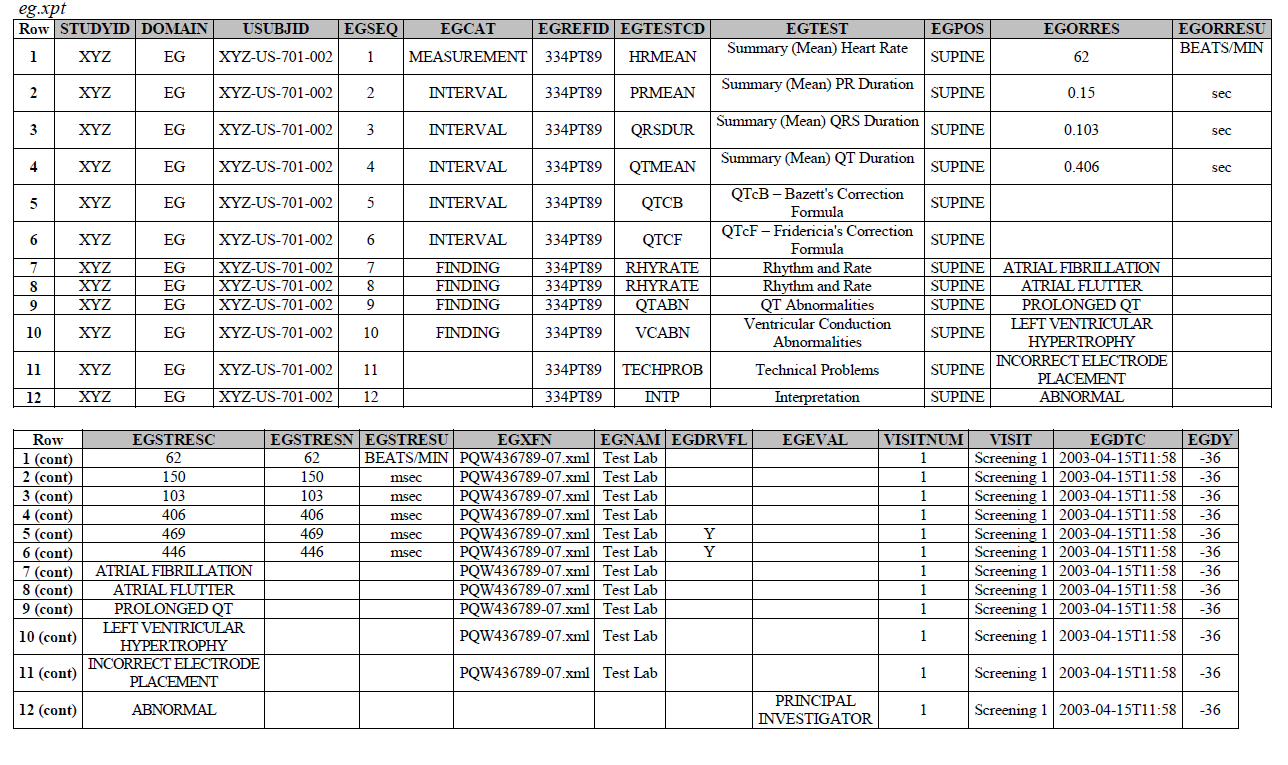 eg.xpt
Row STUDYID DOMAIN USUBJID EGSEQ EGCAT EGREFID EGTESTCD EGTEST EGPOS EGORRES EGORRESU
1 XYZ EG XYZ-US-701-002 1 MEASUREMENT 334PT89 HRMEAN Summary (Mean) Heart Rate SUPINE 62 BEATS/MIN
2 XYZ EG XYZ-US-701-002 2 INTERVAL 334PT89 PRMEAN Summary (Mean) PR Duration SUPINE 0.15 sec
3 XYZ EG XYZ-US-701-002 3 INTERVAL 334PT89 QRSDUR Summary (Mean) QRS Duration SUPINE 0.103 sec
4 XYZ EG XYZ-US-701-002 4 INTERVAL 334PT89 QTMEAN Summary (Mean) QT Duration SUPINE 0.406 sec
5 XYZ EG XYZ-US-701-002 5 INTERVAL 334PT89 QTCB QTcB – Bazett's Correction Formula SUPINE
6 XYZ EG XYZ-US-701-002 6 INTERVAL 334PT89 QTCF QTcF – Fridericia's Correction Formula SUPINE
7 XYZ EG XYZ-US-701-002 7 FINDING 334PT89 RHYRATE Rhythm and Rate SUPINE ATRIAL FIBRILLATION
8 XYZ EG XYZ-US-701-002 8 FINDING 334PT89 RHYRATE Rhythm and Rate SUPINE ATRIAL FLUTTER
9 XYZ EG XYZ-US-701-002 9 FINDING 334PT89 QTABN QT Abnormalities SUPINE PROLONGED QT
10 XYZ EG XYZ-US-701-002 10 FINDING 334PT89 VCABN Ventricular Conduction Abnormalities SUPINE LEFT VENTRICULAR HYPERTROPHY
11 XYZ EG XYZ-US-701-002 11 334PT89 TECHPROB Technical Problems SUPINE INCORRECT ELECTRODE PLACEMENT
12 XYZ EG XYZ-US-701-002 12 334PT89 INTP Interpretation SUPINE ABNORMAL
Row EGSTRESC EGSTRESN EGSTRESU EGXFN EGNAM EGDRVFL EGEVAL VISITNUM VISIT EGDTC EGDY
1 (cont) 62 62 BEATS/MIN PQW436789-07.xml Test Lab 1 Screening 1 2003-04-15T11:58 -36
2 (cont) 150 150 msec PQW436789-07.xml Test Lab 1 Screening 1 2003-04-15T11:58 -36
3 (cont) 103 103 msec PQW436789-07.xml Test Lab 1 Screening 1 2003-04-15T11:58 -36
4 (cont) 406 406 msec PQW436789-07.xml Test Lab 1 Screening 1 2003-04-15T11:58 -36
5 (cont) 469 469 msec PQW436789-07.xml Test Lab Y 1 Screening 1 2003-04-15T11:58 -36
6 (cont) 446 446 msec PQW436789-07.xml Test Lab Y 1 Screening 1 2003-04-15T11:58 -36
7 (cont) ATRIAL FIBRILLATION PQW436789-07.xml Test Lab 1 Screening 1 2003-04-15T11:58 -36
8 (cont) ATRIAL FLUTTER PQW436789-07.xml Test Lab 1 Screening 1 2003-04-15T11:58 -36
9 (cont) PROLONGED QT PQW436789-07.xml Test Lab 1 Screening 1 2003-04-15T11:58 -36
10 (cont) LEFT VENTRICULAR HYPERTROPHY PQW436789-07.xml Test Lab 1 Screening 1 2003-04-15T11:58 -36
11 (cont) INCORRECT ELECTRODE PLACEMENT PQW436789-07.xml Test Lab 1 Screening 1 2003-04-15T11:58 -36
12 (cont) ABNORMAL PRINCIPAL INVESTIGATOR 1 Screening 1 2003-04-15T11:58 -36